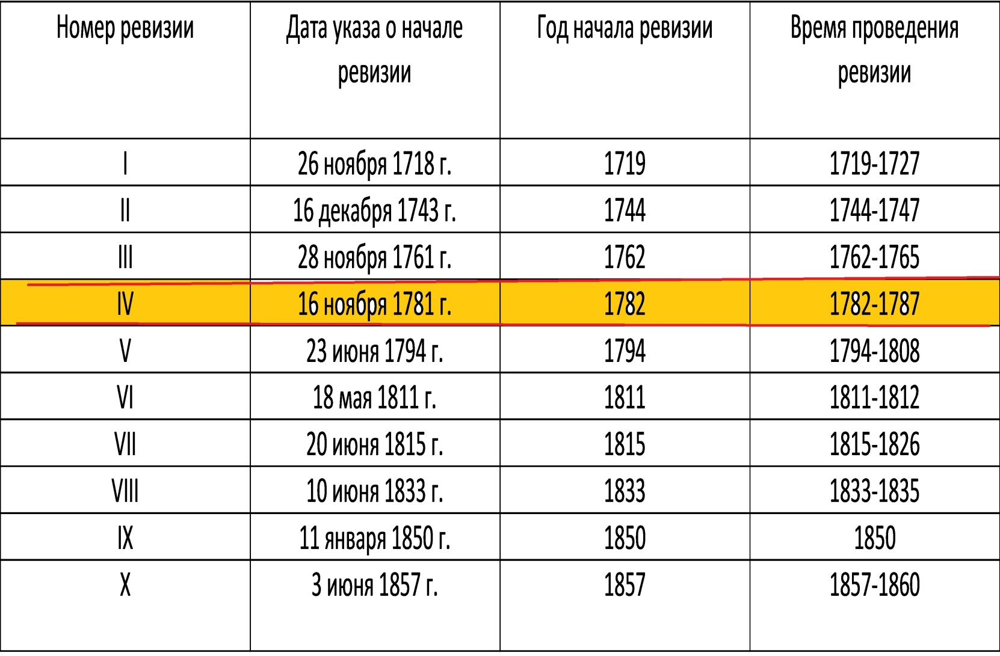 Номер ревизии Дата указа о начале ревизии Год начала ревизии Время проведения ревизии
I 26 ноября 1718 г. 1719 1719-1727
II 16 декабря 1743 г. 1744 1744-1747
III 28 ноября 1761 г. 1762 1762-1765
IV 16 ноября 1781 г. 1782 1782-1787
V 23 июня 1794 г. 1794 1794-1808
VI 18 мая 1811 г. 1811 1811-1812
VII 20 июня 1815 г. 1815 1815-1826
VIII 10 июня 1833 г. 1833 1833-1835
IX 11 января 1850 г. 1850 1850
X 3 июня 1857 г. 1857 1857-1860